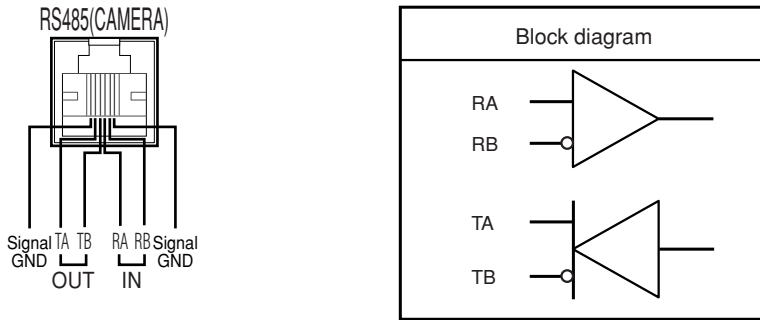 RS485(CAMERA)
Signal GND
TA TB
RA RB
Signal GND
OUT IN
Block diagram
RA
RB
TA
TB